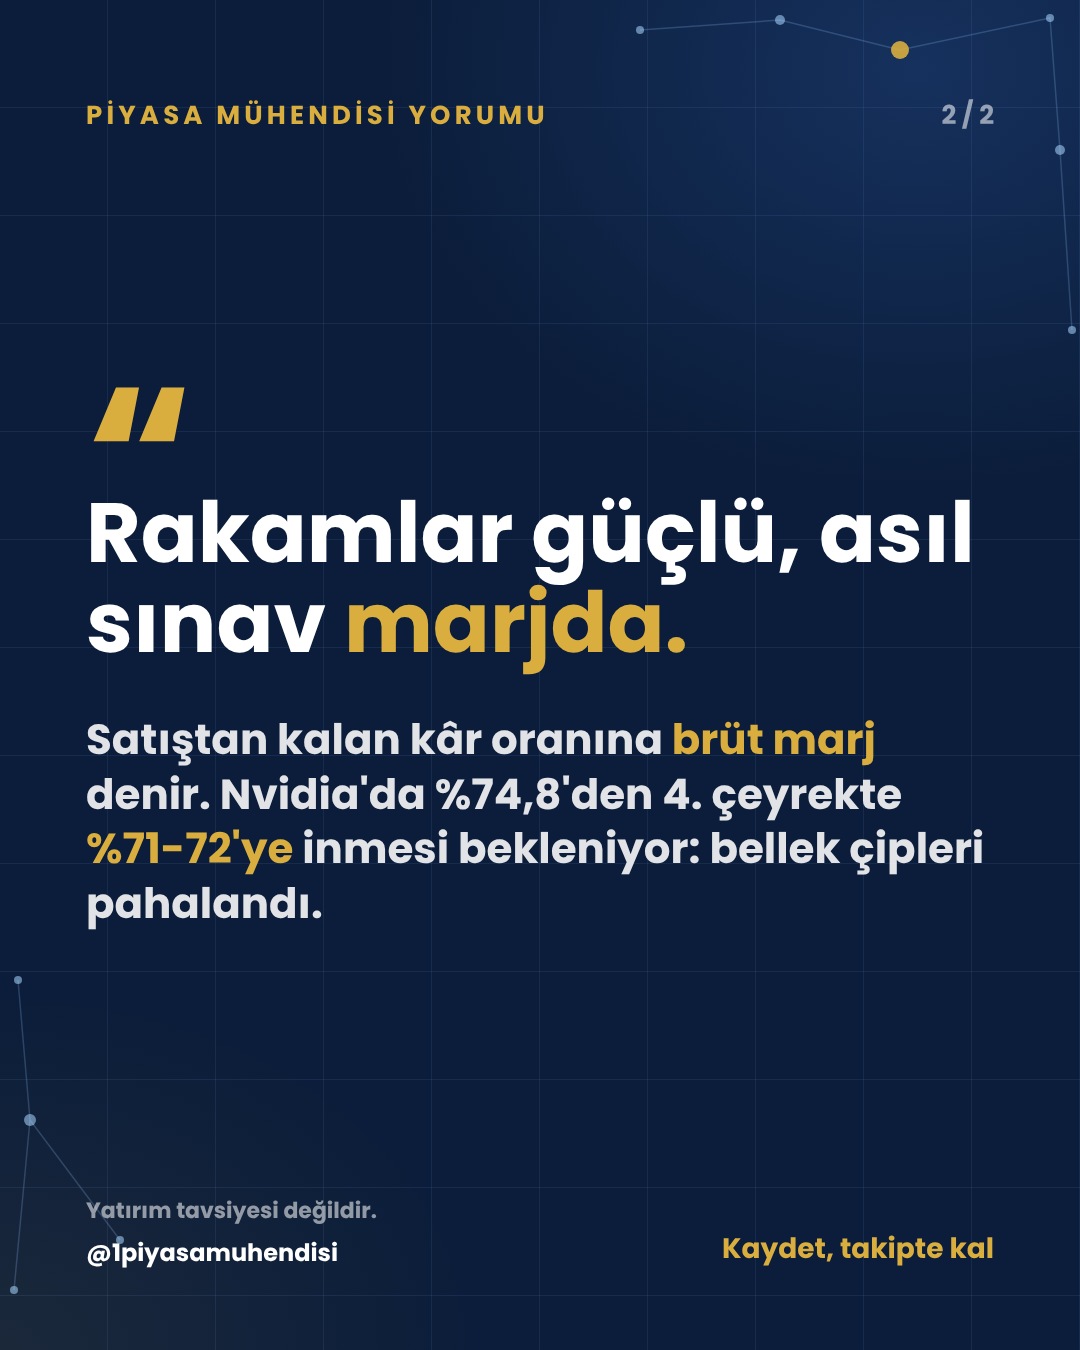 PİYASA MÜHENDİSİ YORUMU
2 / 2
“
Rakamlar güçlü, asıl
sınav marjda.
Satıştan kalan kâr oranına brüt marj
denir. Nvidia'da %74,8'den 4. çeyrekte
%71-72'ye inmesi bekleniyor: bellek çipleri
pahalandı.
Yatırım tavsiyesi değildir.
@1piyasamuhendisi
Kaydet, takipte kal